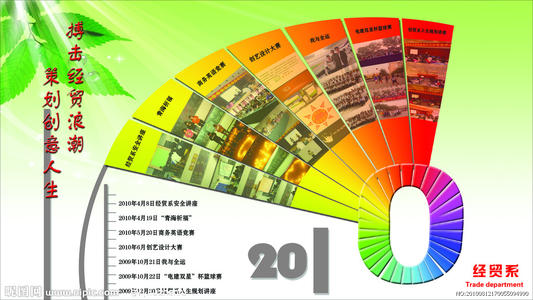 搏击经贸浪潮
策划创意人生
经贸系安全讲座
青海祈福
商务英语竞赛
创艺设计大赛
我与全运
电建双星杯篮球赛
经贸系人生规划讲座
2010年4月8日经贸系安全讲座
2010年4月19日“青海祈福”
2010年5月20日商务英语竞赛
2010年6月创艺设计大赛
2009年10月21日我与全运
2009年10月22日“电建双星”杯篮球赛
2009年12月10日经贸系人生规划讲座
2010
经贸系
Trade department
昵图网 www.nipic.com